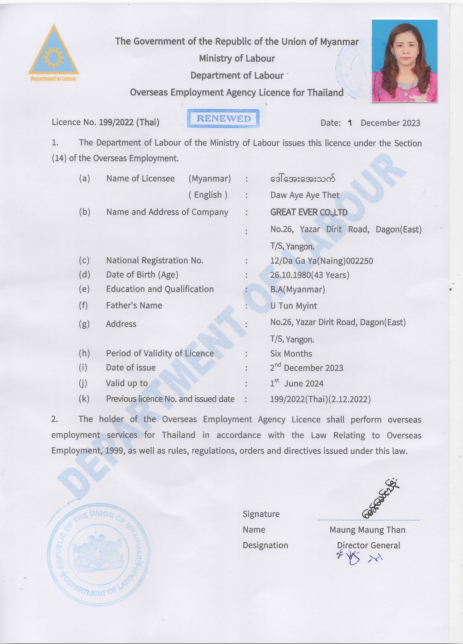 The Government of the Republic of the Union of Myanmar
Ministry of Labour
Department of Labour
Department of Labour
Overseas Employment Agency Licence for Thailand
Licence No. 199/2022 (Thai)
RENEWED
Date: 1 December 2023
1. The Department of Labour of the Ministry of Labour issues this licence under the Section
(14) of the Overseas Employment.
(a) Name of Licensee (Myanmar) : ဒေါ်အေးအေးသက်
( English ) : Daw Aye Aye Thet
(b) Name and Address of Company : GREAT EVER CO.,LTD
: No.26, Yazar Dirit Road, Dagon(East)
T/S, Yangon.
(c) National Registration No. : 12/Da Ga Ya(Naing)002250
(d) Date of Birth (Age) : 26.10.1980(43 Years)
(e) Education and Qualification : B.A(Myanmar)
(f) Father's Name : U Tun Myint
(g) Address : No.26, Yazar Dirit Road, Dagon(East)
T/S, Yangon.
(h) Period of Validity of Licence : Six Months
(i) Date of issue : 2nd December 2023
(j) Valid up to : 1st June 2024
(k) Previous licence No. and issued date : 199/2022(Thai)(2.12.2022)
2. The holder of the Overseas Employment Agency Licence shall perform overseas
employment services for Thailand in accordance with the Law Relating to Overseas
Employment, 1999, as well as rules, regulations, orders and directives issued under this law.
DEPARTMENT OF LABOUR
Signature
Name Maung Maung Than
Designation Director General
REPUBLIC OF THE UNION OF MYANMAR
DEPARTMENT OF LABOUR